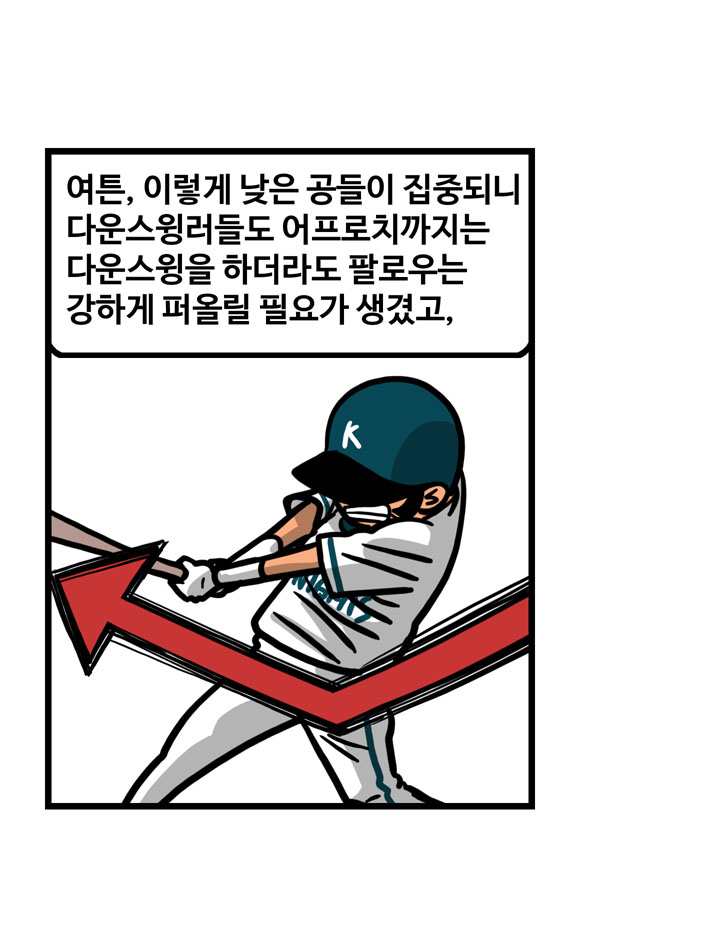 여튼, 이렇게 낮은 공들이 집중되니
다운스윙러들도 어프로치까지는
다운스윙을 하더라도 팔로우는
강하게 퍼올릴 필요가 생겼고,
K